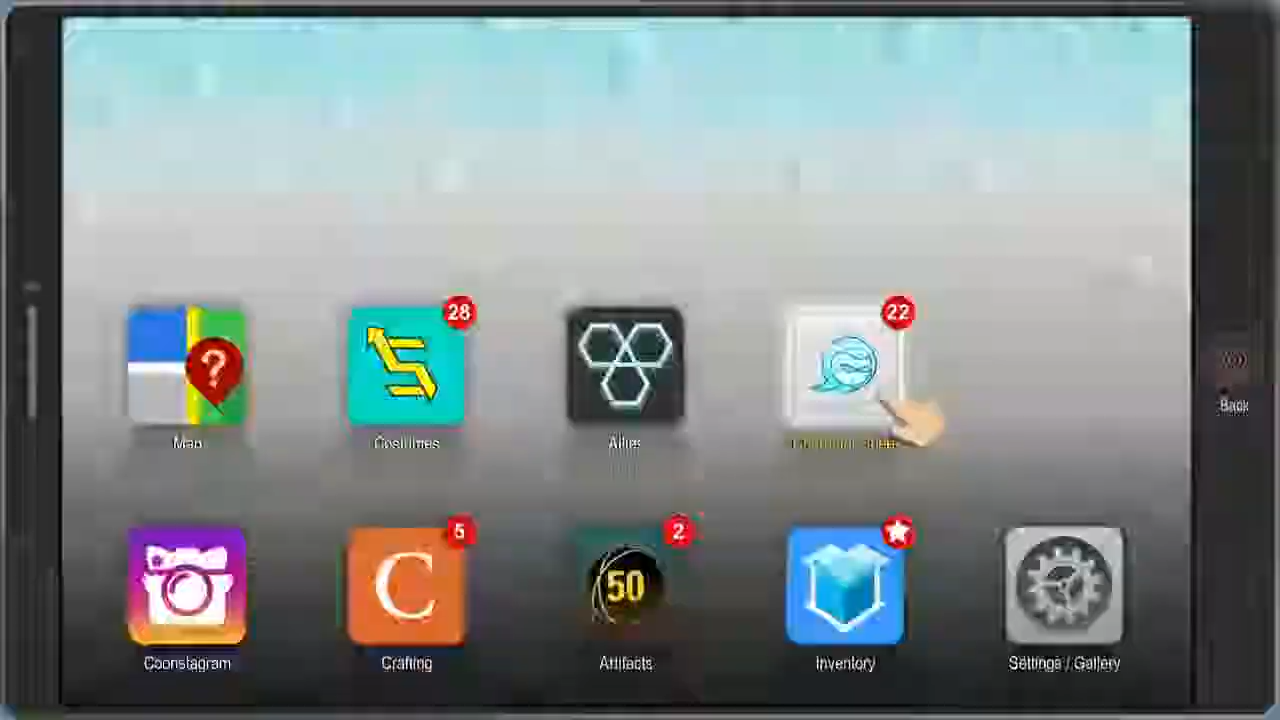 28
22
?
Map
Costumes
Allies
Back
5
2
C
50
Coonstagram
Crafting
Artifacts
Inventory
Settings / Gallery